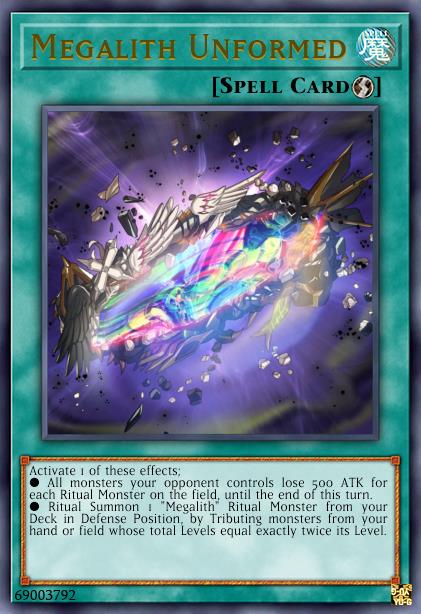 Megalith Unformed
SPELL
魔
[Spell Card]
Activate 1 of these effects;
● All monsters your opponent controls lose 500 ATK for
each Ritual Monster on the field, until the end of this turn.
● Ritual Summon 1 "Megalith" Ritual Monster from your
Deck in Defense Position, by Tributing monsters from your
hand or field whose total Levels equal exactly twice its Level.
69003792